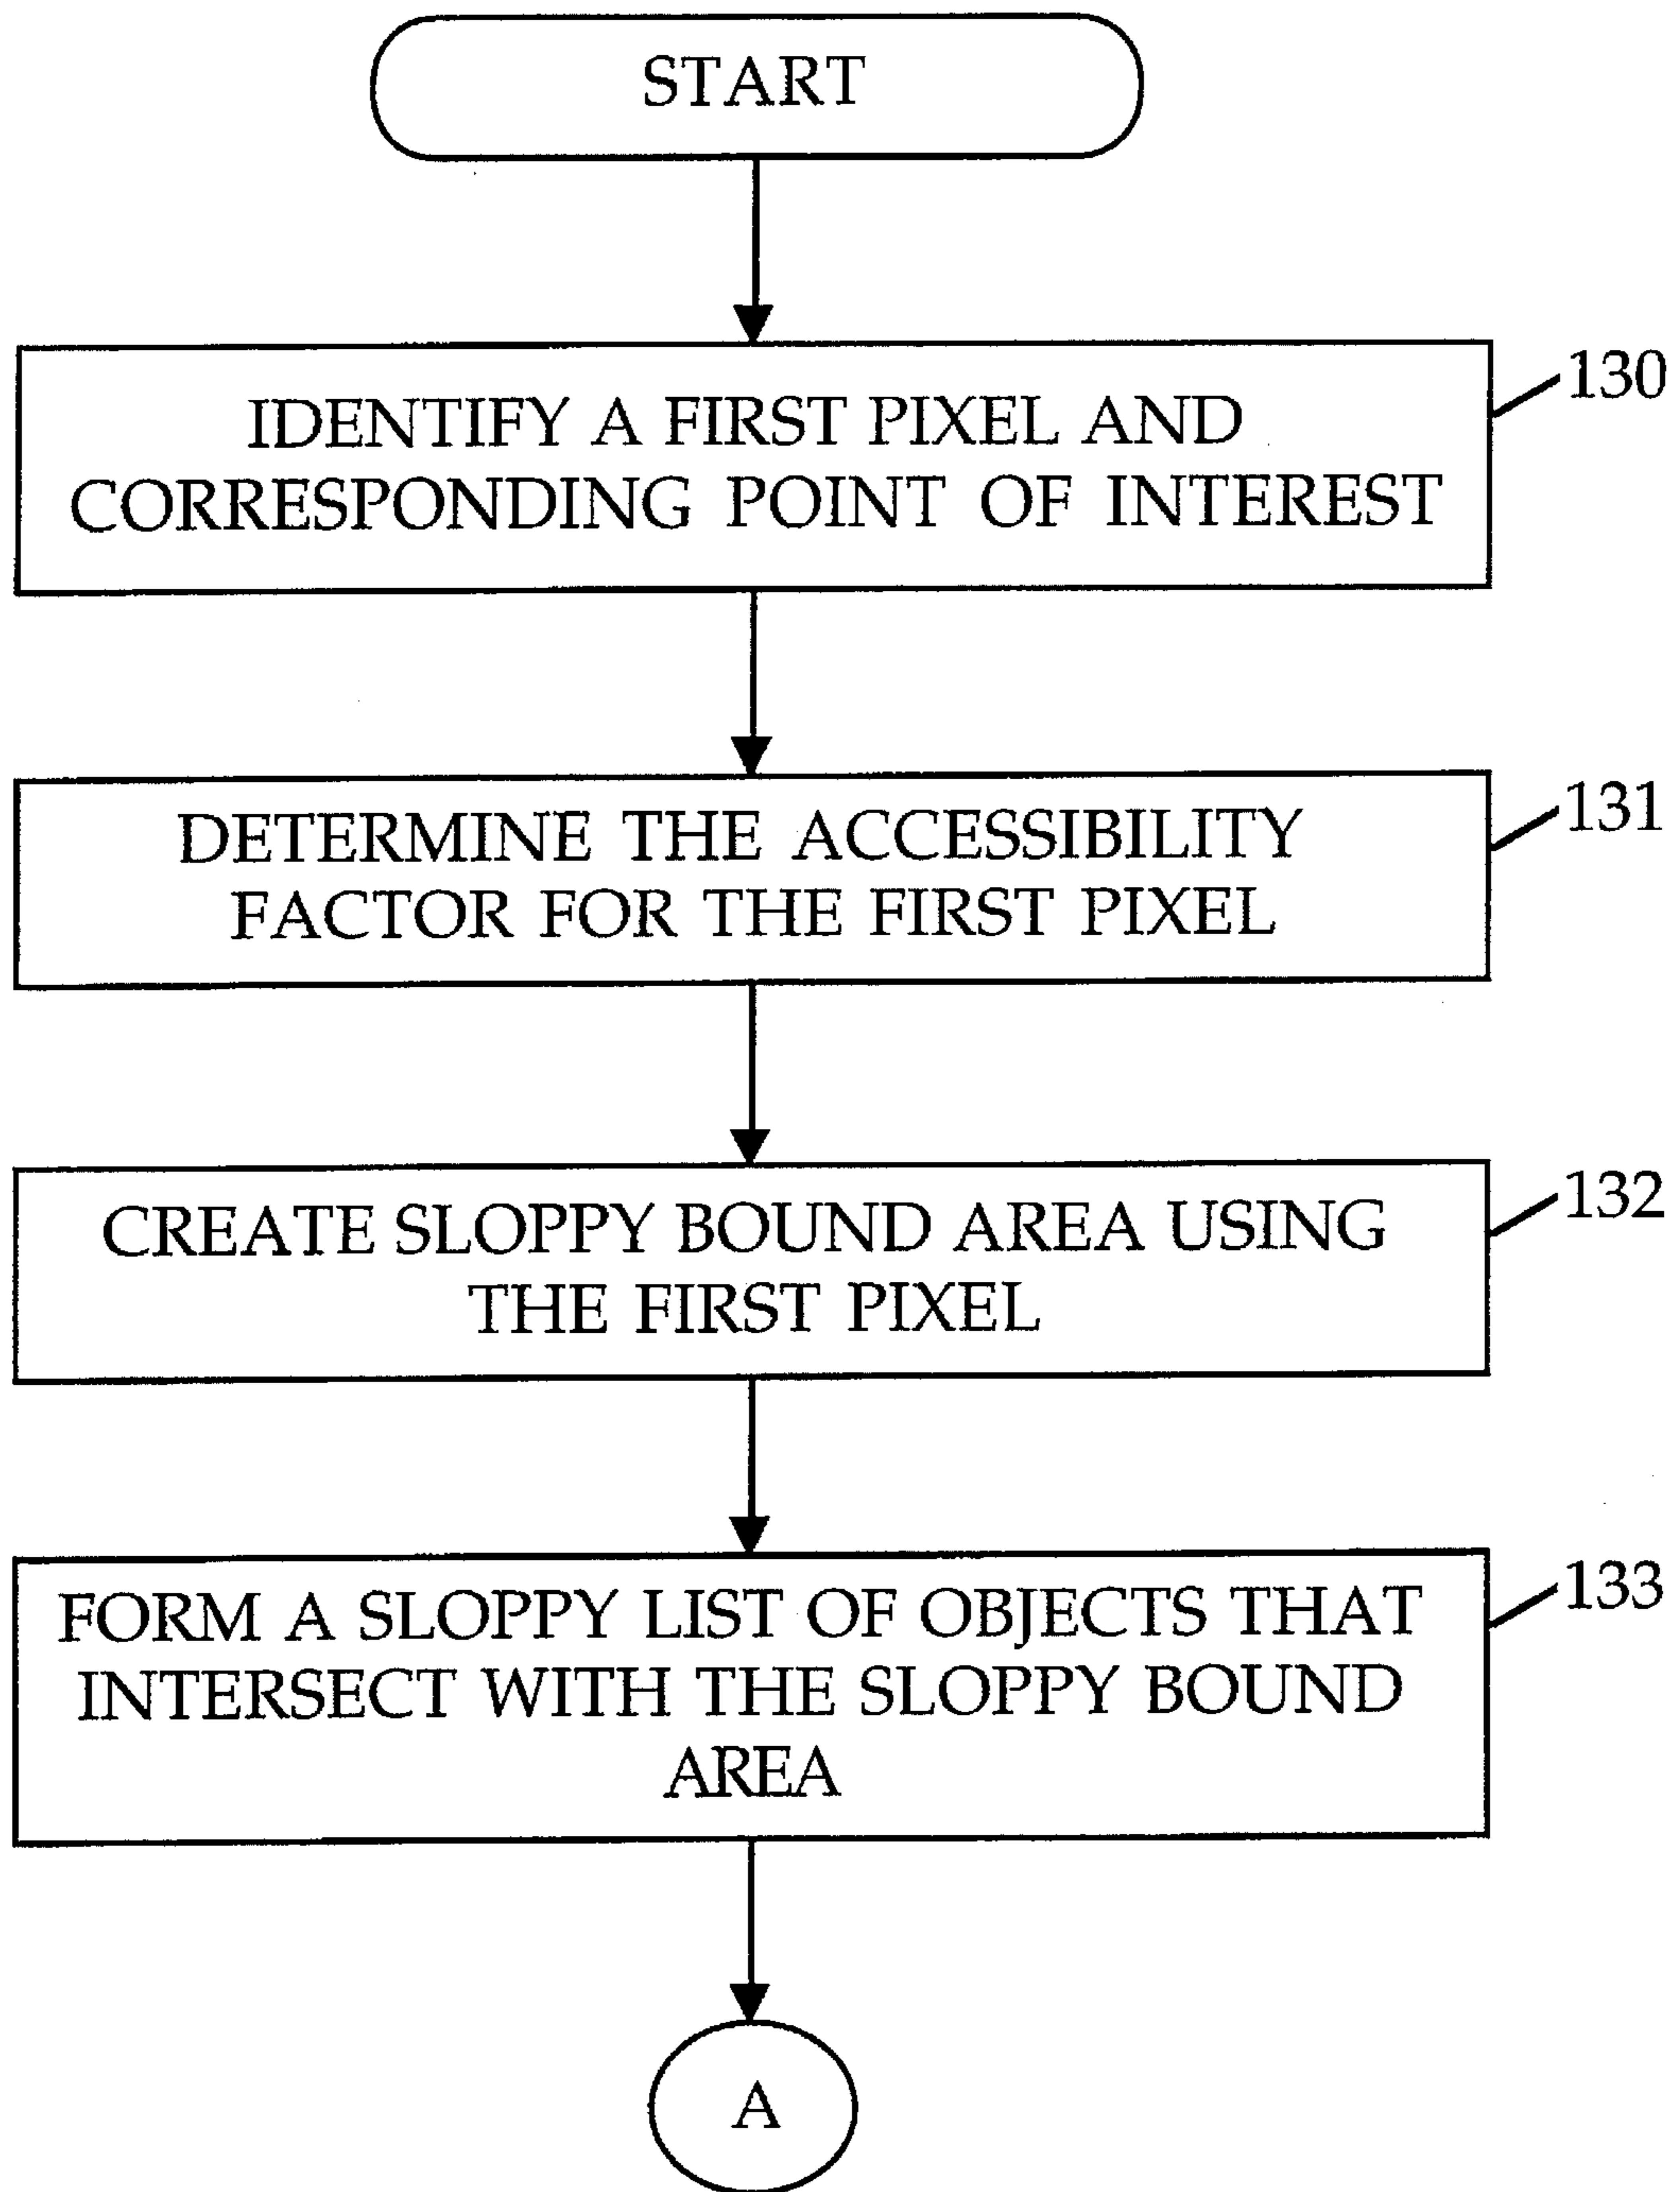 START
130
IDENTIFY A FIRST PIXEL AND
CORRESPONDING POINT OF INTEREST
131
DETERMINE THE ACCESSIBILITY
FACTOR FOR THE FIRST PIXEL
132
CREATE SLOPPY BOUND AREA USING
THE FIRST PIXEL
133
FORM A SLOPPY LIST OF OBJECTS THAT
INTERSECT WITH THE SLOPPY BOUND
AREA
A